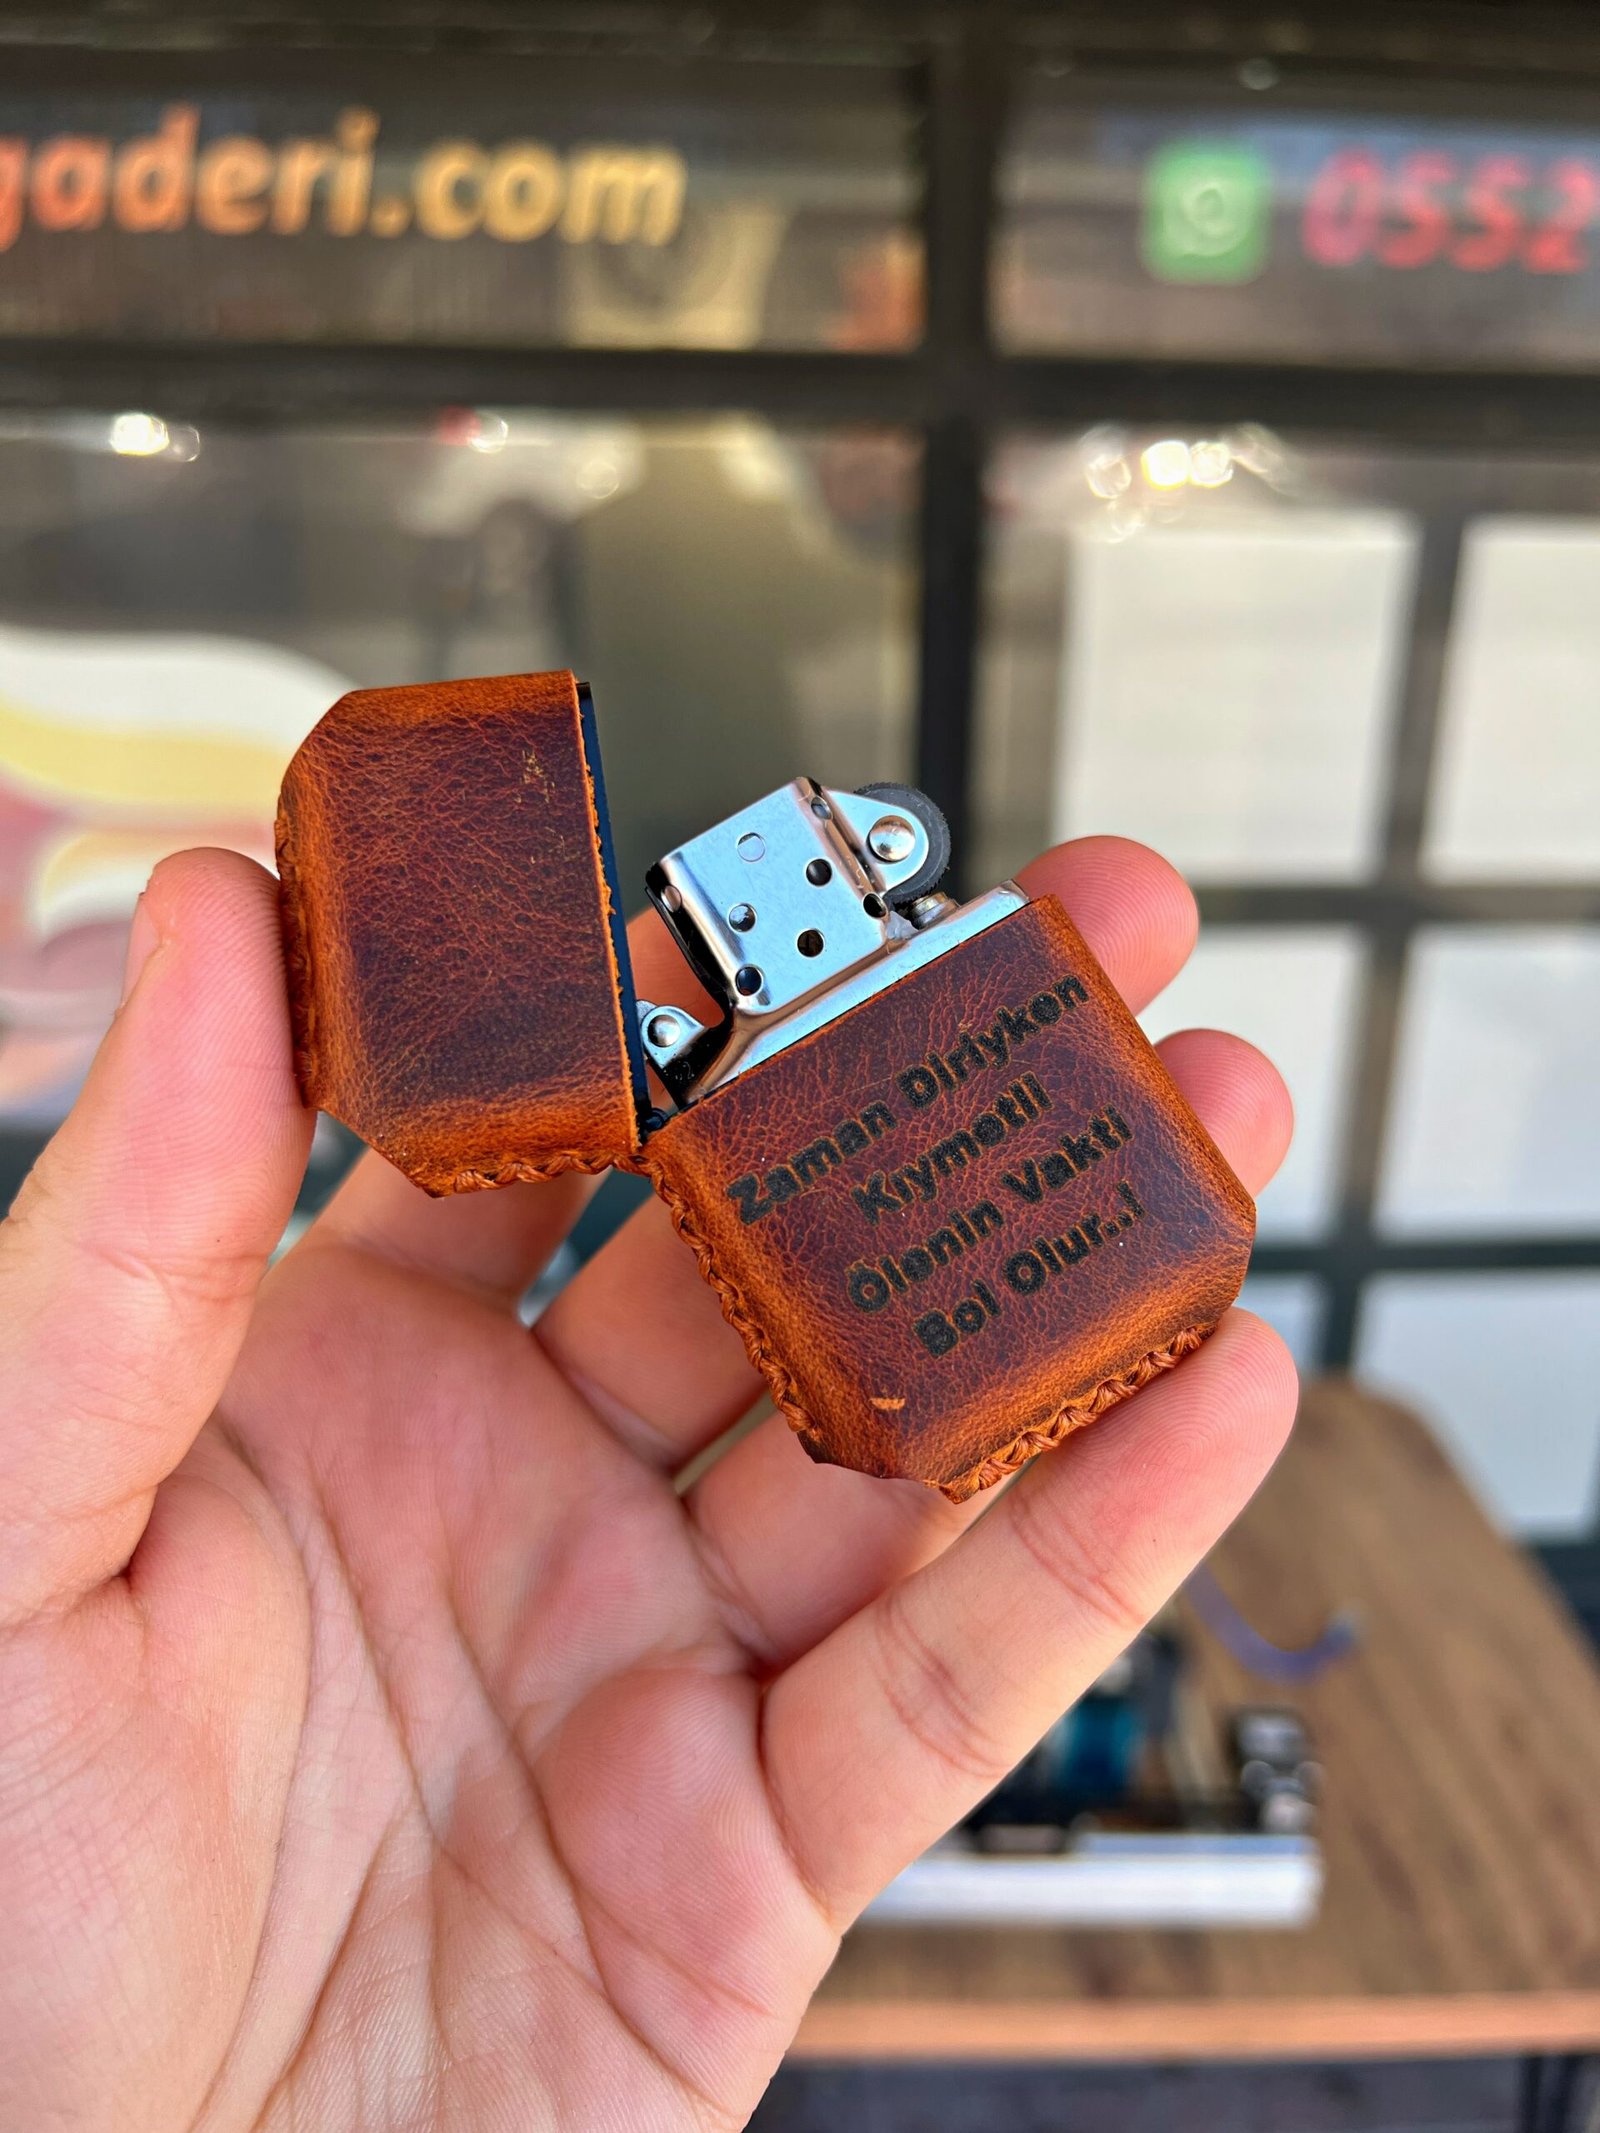 gaderi.com
0552
Zaman Diriyken
Kıymetli
Ölenin Vakti
Bol Olur...!